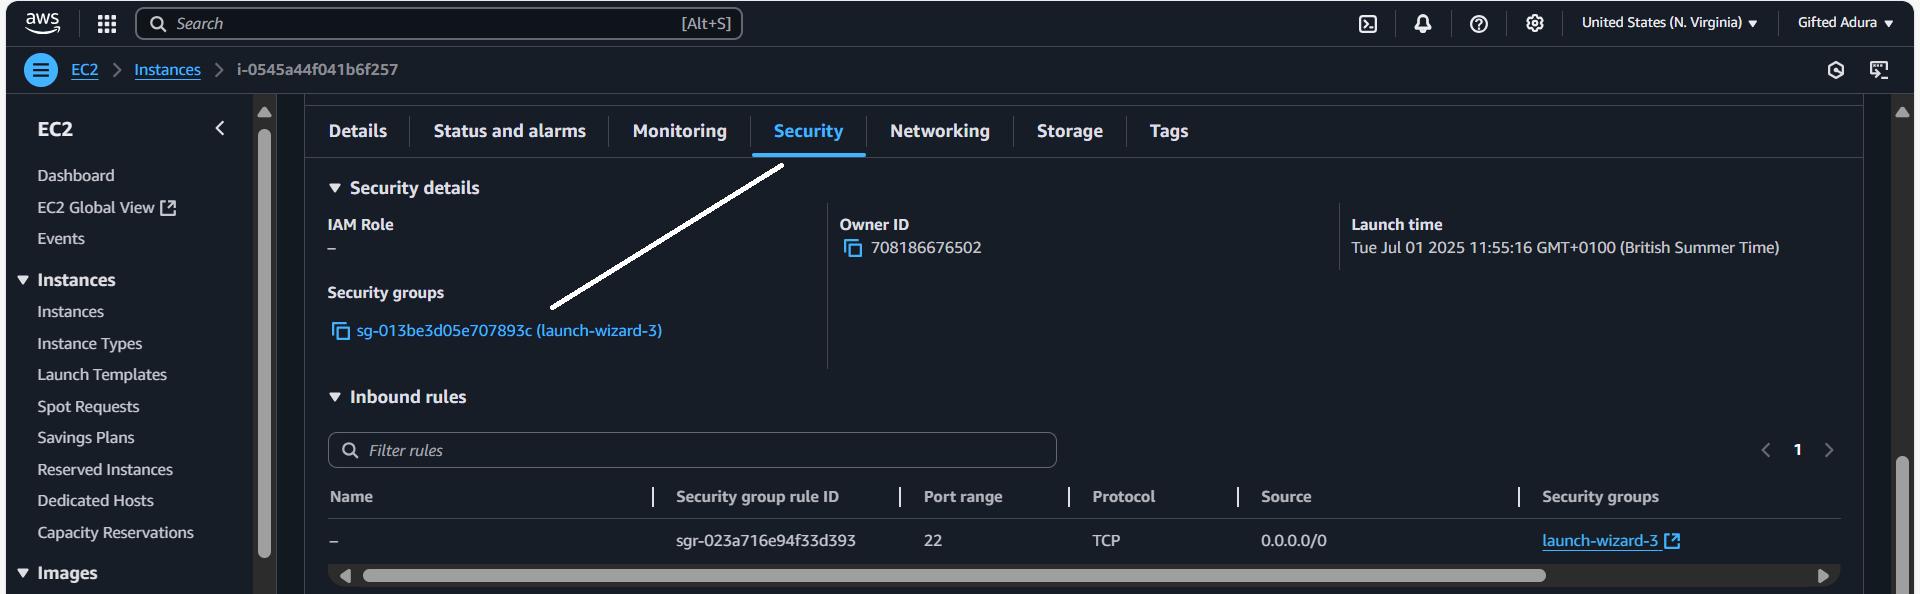 aws
Search [Alt+S]
United States (N. Virginia)
Gifted Adura
EC2 Instances i-0545a44f041b6f257
EC2
Dashboard
EC2 Global View
Events
Instances
Instances
Instance Types
Launch Templates
Spot Requests
Savings Plans
Reserved Instances
Dedicated Hosts
Capacity Reservations
Images
Details Status and alarms Monitoring Security Networking Storage Tags
Security details
IAM Role
–
Owner ID
708186676502
Launch time
Tue Jul 01 2025 11:55:16 GMT+0100 (British Summer Time)
Security groups
sg-013be3d05e707893c (launch-wizard-3)
Inbound rules
Filter rules
1
Name Security group rule ID Port range Protocol Source Security groups
– sgr-023a716e94f33d393 22 TCP 0.0.0.0/0 launch-wizard-3